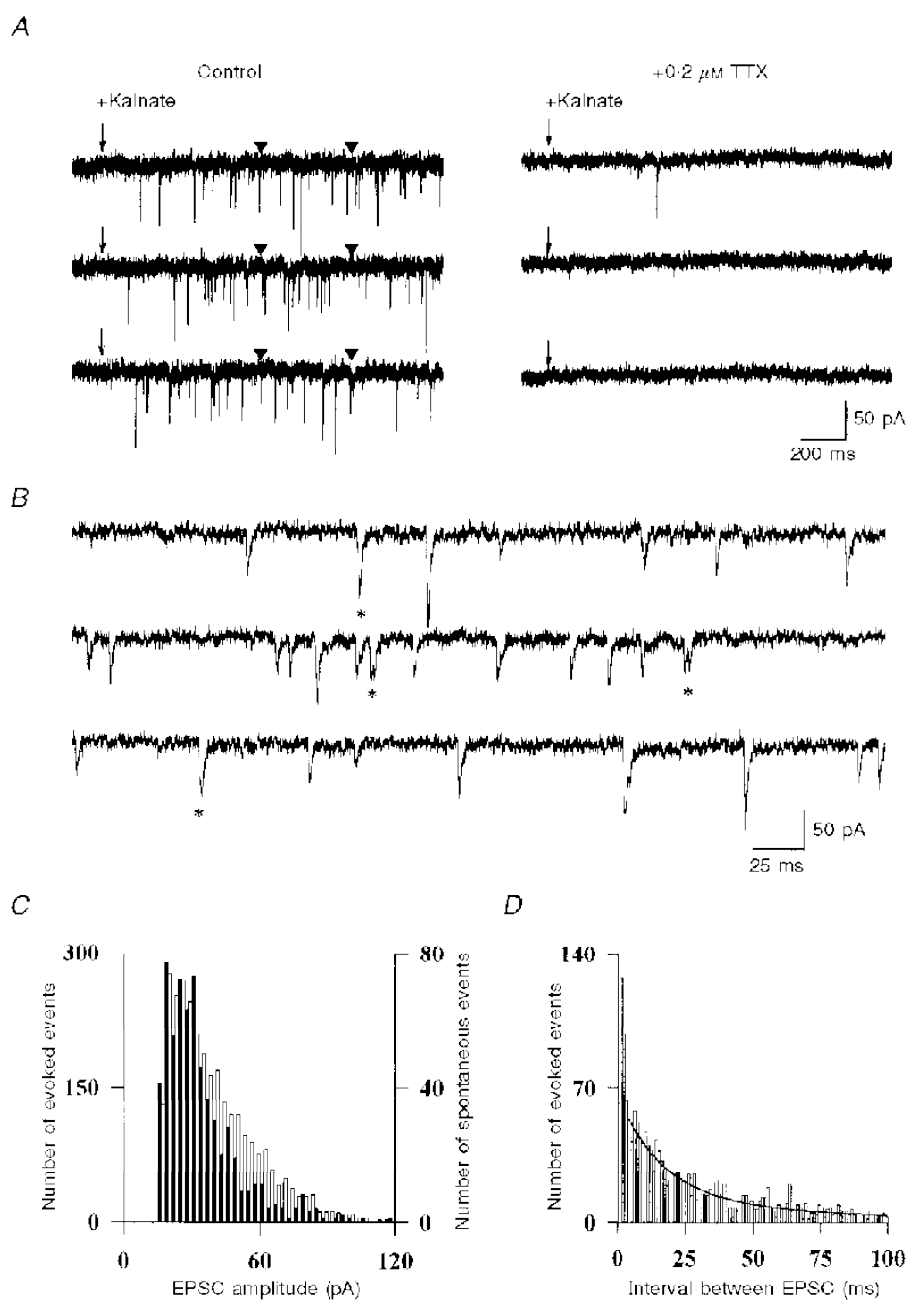 A
Control
+0·2 μM TTX
+Kainate
+Kainate
50 pA
200 ms
B
*
*
*
*
50 pA
25 ms
C
D
300
150
0
Number of evoked events
80
40
0
Number of spontaneous events
0
60
120
EPSC amplitude (pA)
140
70
0
Number of evoked events
0
25
50
75
100
Interval between EPSC (ms)